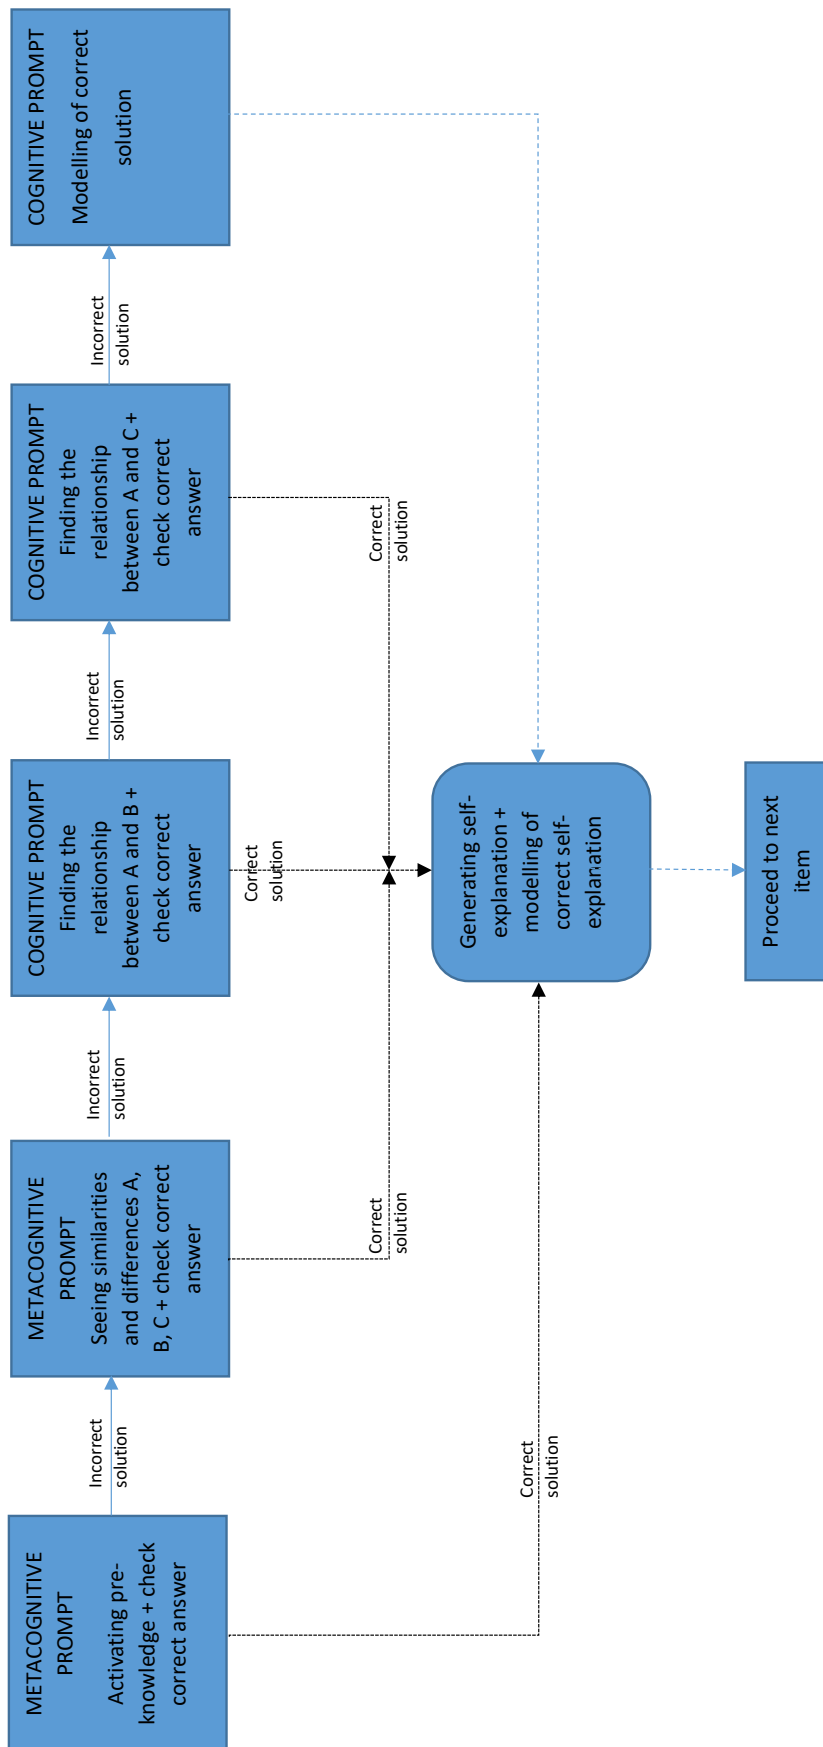 METACOGNITIVE
PROMPT
Activating pre-
knowledge + check
correct answer
Incorrect
solution
METACOGNITIVE
PROMPT
Seeing similarities
and differences A,
B, C + check correct
answer
Incorrect
solution
COGNITIVE PROMPT
Finding the
relationship
between A and B +
check correct
answer
Incorrect
solution
COGNITIVE PROMPT
Finding the
relationship
between A and C +
check correct
answer
Incorrect
solution
COGNITIVE PROMPT
Modelling of correct
solution
Correct
solution
Correct
solution
Correct
solution
Correct
solution
Generating self-
explanation +
modelling of
correct self-
explanation
Proceed to next
item